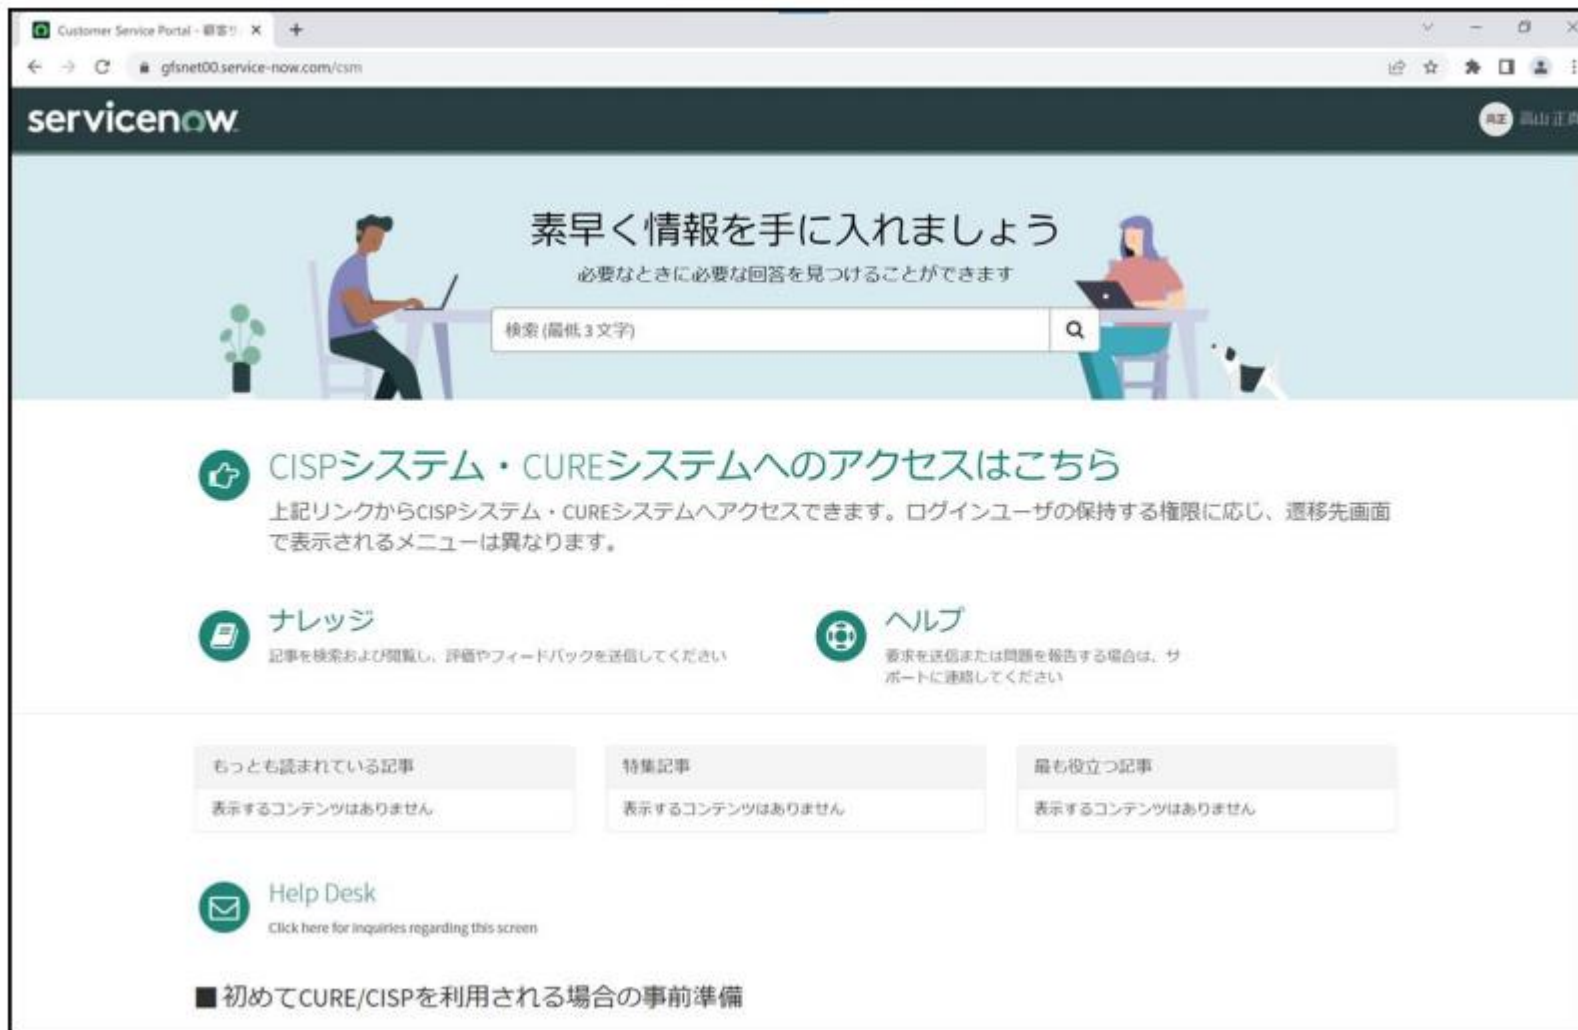 Customer Service Portal - 顧客サ
gfsnet00.service-now.com/csm
servicenow
高正 高山 正
素早く情報を手に入れましょう
必要なときに必要な回答を見つけることができます
検索 (最低 3 文字)
CISPシステム・CUREシステムへのアクセスはこちら
上記リンクからCISPシステム・CUREシステムへアクセスできます。ログインユーザの保持する権限に応じ、遷移先画面
で表示されるメニューは異なります。
ナレッジ
記事を検索および閲覧し、評価やフィードバックを送信してください
ヘルプ
要求を送信または問題を報告する場合は、サ
ポートに連絡してください
もっとも読まれている記事
特集記事
最も役立つ記事
表示するコンテンツはありません
表示するコンテンツはありません
表示するコンテンツはありません
Help Desk
Click here for inquiries regarding this screen
■ 初めてCURE/CISPを利用される場合の事前準備